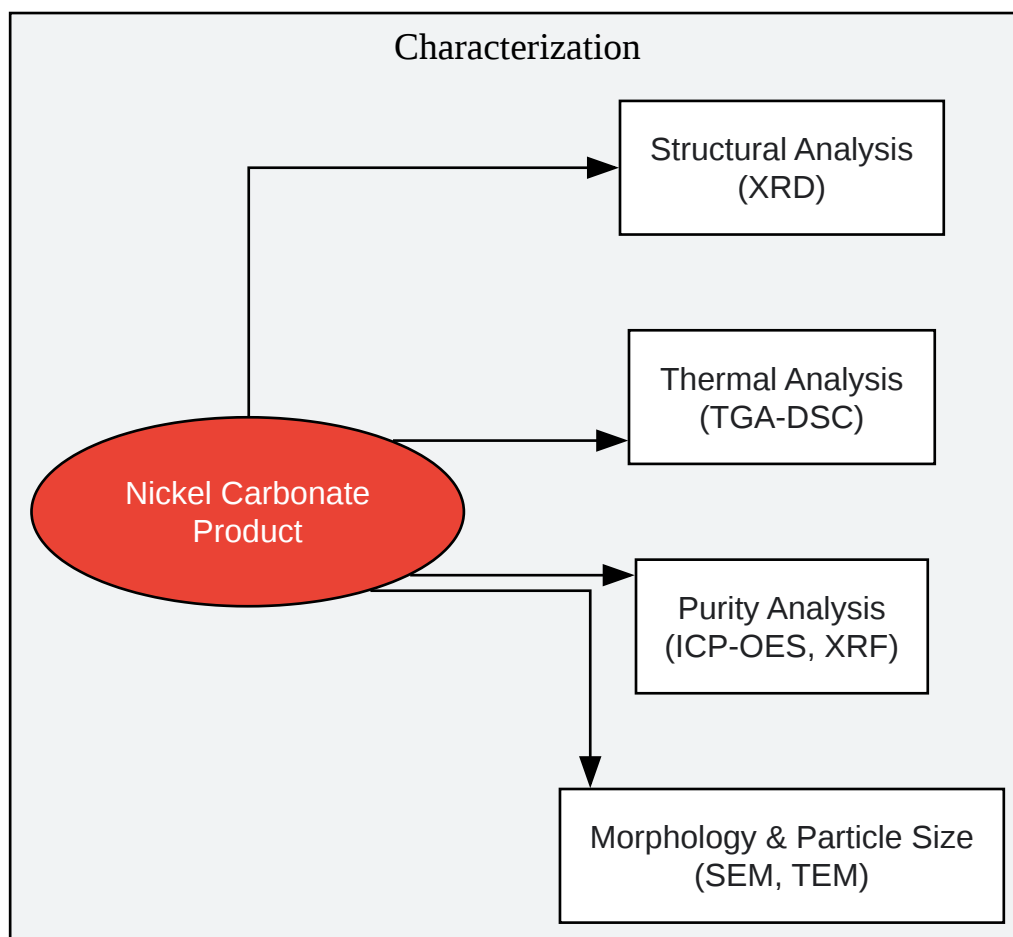 Characterization
Structural Analysis
(XRD)
Thermal Analysis
(TGA-DSC)
Nickel Carbonate
Product
Purity Analysis
(ICP-OES, XRF)
Morphology & Particle Size
(SEM, TEM)